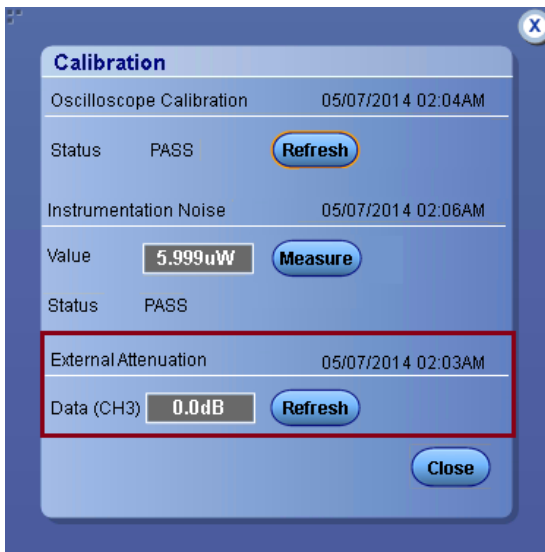 X
Calibration
Oscilloscope Calibration 05/07/2014 02:04AM
Status PASS Refresh
Instrumentation Noise 05/07/2014 02:06AM
Value 5.999uW Measure
Status PASS
External Attenuation 05/07/2014 02:03AM
Data (CH3) 0.0dB Refresh
Close